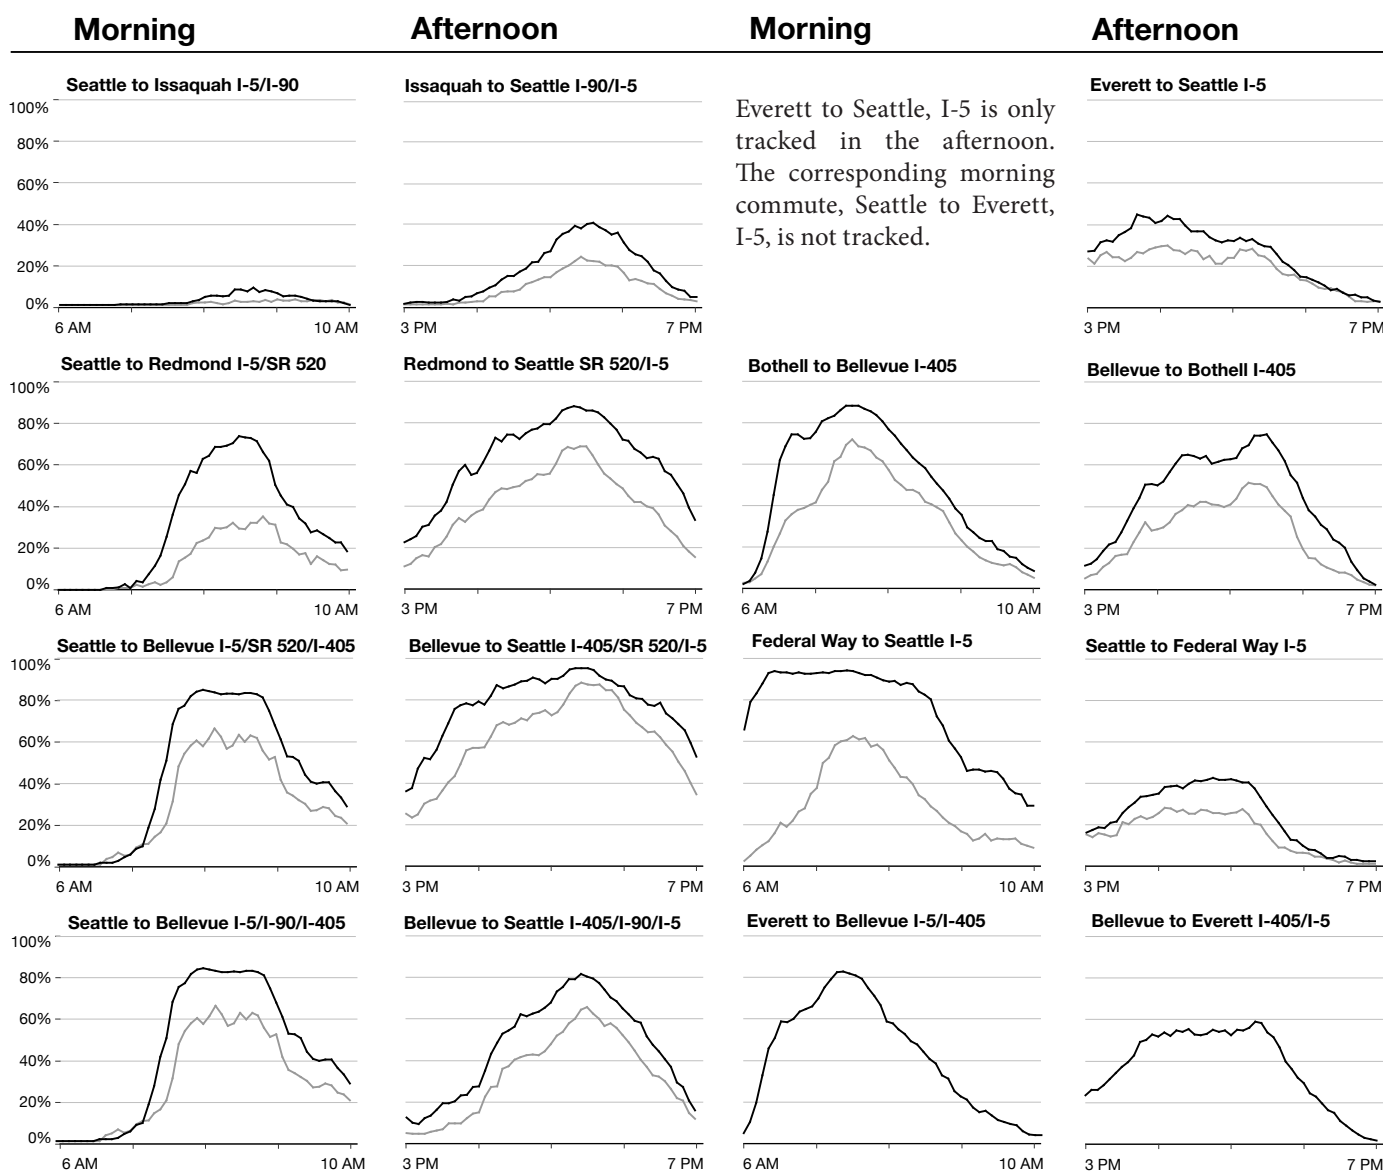 Morning
Afternoon
Morning
Afternoon
Seattle to Issaquah I-5/I-90
100%
80%
60%
40%
20%
0%
6 AM
10 AM
Issaquah to Seattle I-90/I-5
3 PM
7 PM
Everett to Seattle, I-5 is only
tracked in the afternoon.
The corresponding morning
commute, Seattle to Everett,
I-5, is not tracked.
Everett to Seattle I-5
3 PM
7 PM
Seattle to Redmond I-5/SR 520
100%
80%
60%
40%
20%
0%
6 AM
10 AM
Redmond to Seattle SR 520/I-5
3 PM
7 PM
Bothell to Bellevue I-405
6 AM
10 AM
Bellevue to Bothell I-405
3 PM
7 PM
Seattle to Bellevue I-5/SR 520/I-405
100%
80%
60%
40%
20%
0%
6 AM
10 AM
Bellevue to Seattle I-405/SR 520/I-5
3 PM
7 PM
Federal Way to Seattle I-5
6 AM
10 AM
Seattle to Federal Way I-5
3 PM
7 PM
Seattle to Bellevue I-5/I-90/I-405
100%
80%
60%
40%
20%
0%
6 AM
10 AM
Bellevue to Seattle I-405/I-90/I-5
3 PM
7 PM
Everett to Bellevue I-5/I-405
6 AM
10 AM
Bellevue to Everett I-405/I-5
3 PM
7 PM